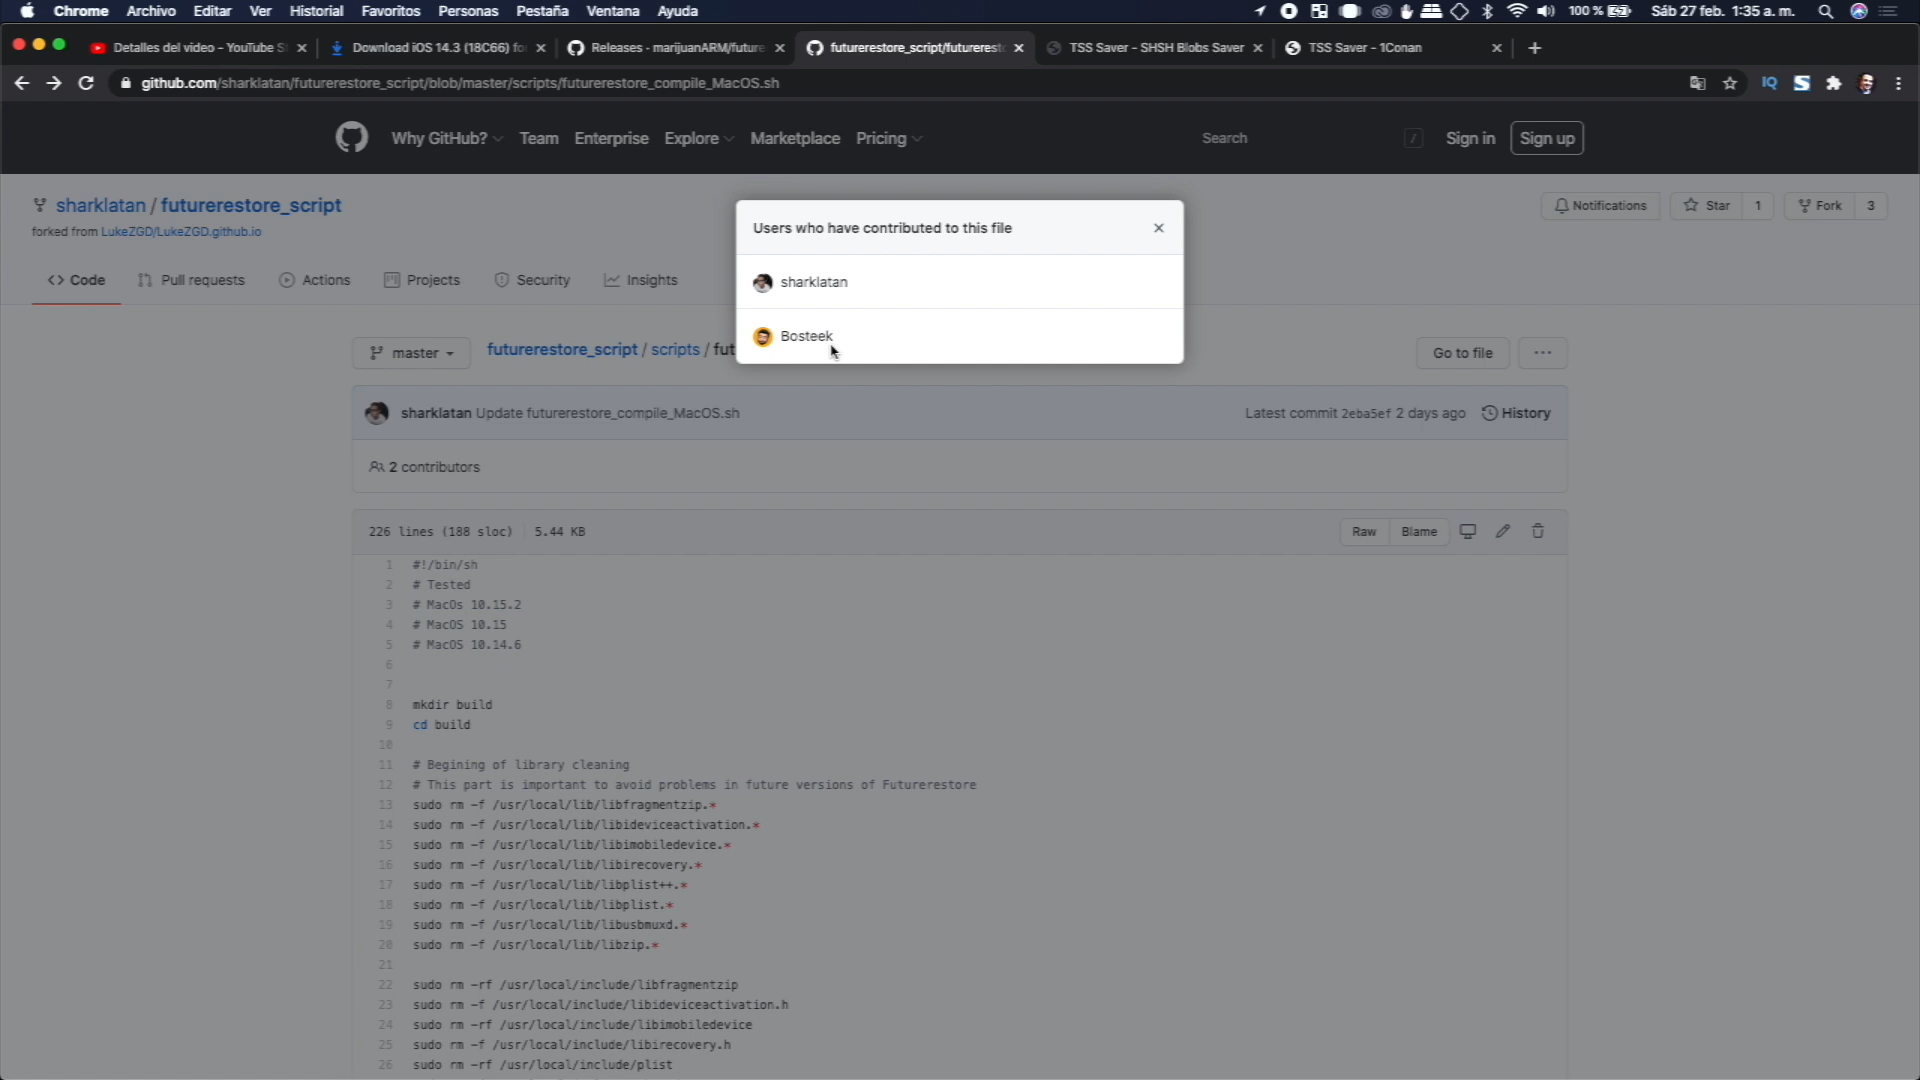 Chrome Archivo Editar Ver Historial Favoritos Personas Pestaña Ventana Ayuda 100 % Sáb 27 feb. 1:35 a. m.
Detalles del video - YouTube S Download iOS 14.3 (18C66) fo Releases - marijuanARM/future futurerestore_script/futurerest TSS Saver - SHSH Blobs Saver TSS Saver - 1Conan
github.com/sharklatan/futurerestore_script/blob/master/scripts/futurerestore_compile_MacOS.sh
Why GitHub? Team Enterprise Explore Marketplace Pricing Search / Sign in Sign up
sharklatan / futurerestore_script
forked from LukeZGD/LukeZGD.github.io
Notifications Star 1 Fork 3
Code Pull requests Actions Projects Security Insights
Users who have contributed to this file
sharklatan
Bosteek
master futurerestore_script / scripts / fut Go to file ...
sharklatan Update futurerestore_compile_MacOS.sh Latest commit 2eba5ef 2 days ago History
2 contributors
226 lines (188 sloc) 5.44 KB Raw Blame
1 #!/bin/sh
2 # Tested
3 # MacOs 10.15.2
4 # MacOS 10.15
5 # MacOS 10.14.6
6
7
8 mkdir build
9 cd build
10
11 # Begining of library cleaning
12 # This part is important to avoid problems in future versions of Futurerestore
13 sudo rm -f /usr/local/lib/libfragmentzip.*
14 sudo rm -f /usr/local/lib/libideviceactivation.*
15 sudo rm -f /usr/local/lib/libimobiledevice.*
16 sudo rm -f /usr/local/lib/libirecovery.*
17 sudo rm -f /usr/local/lib/libplist++.*
18 sudo rm -f /usr/local/lib/libplist.*
19 sudo rm -f /usr/local/lib/libusbmuxd.*
20 sudo rm -f /usr/local/lib/libzip.*
21
22 sudo rm -rf /usr/local/include/libfragmentzip
23 sudo rm -f /usr/local/include/libideviceactivation.h
24 sudo rm -rf /usr/local/include/libimobiledevice
25 sudo rm -f /usr/local/include/libirecovery.h
26 sudo rm -rf /usr/local/include/plist